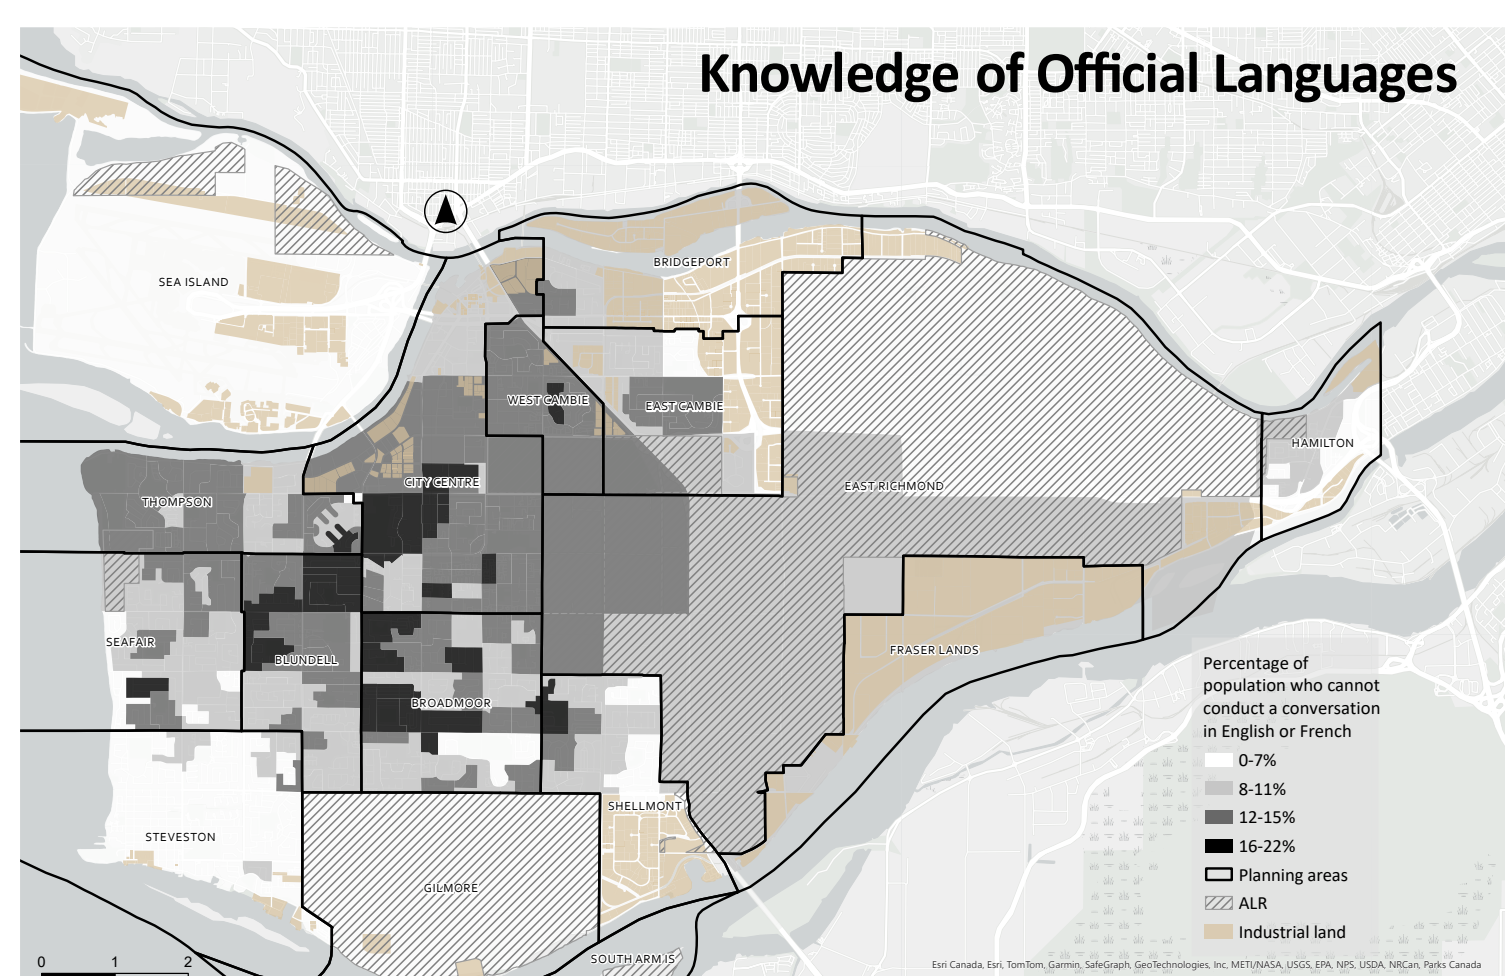 Knowledge of Official Languages
BRIDGEPORT
SEA ISLAND
WEST CAMBIE
EAST CAMBIE
HAMILTON
CITY CENTRE
EAST RICHMOND
THOMPSON
SEAFAIR
BLUNDELL
FRASER LANDS
BROADMOOR
SHELLMONT
STEVESTON
GILMORE
SOUTH ARM IS
Percentage of
population who cannot
conduct a conversation
in English or French
0-7%
8-11%
12-15%
16-22%
Planning areas
ALR
Industrial land
0 1 2
Esri Canada, Esri, TomTom, Garmin, SafeGraph, GeoTechnologies, Inc, METI/NASA, USGS, EPA, NPS, USDA, NRCan, Parks Canada